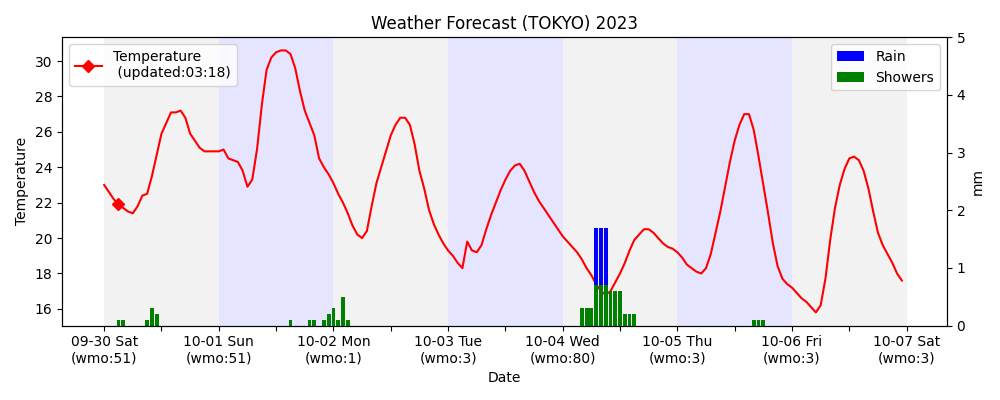 Weather Forecast (TOKYO) 2023
Temperature
(updated:03:18)
Rain
Showers
30
28
26
24
22
20
18
16
Temperature
5
4
3
2
1
0
mm
09-30 Sat 10-01 Sun 10-02 Mon 10-03 Tue 10-04 Wed 10-05 Thu 10-06 Fri 10-07 Sat
(wmo:51) (wmo:51) (wmo:1) (wmo:3) (wmo:80) (wmo:3) (wmo:3) (wmo:3)
Date